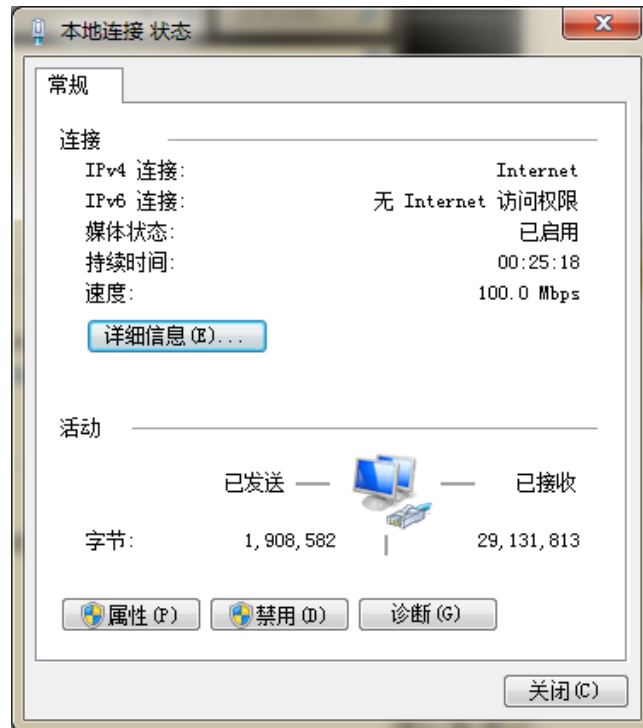 本地连接 状态
常规
连接
IPv4 连接: Internet
IPv6 连接: 无 Internet 访问权限
媒体状态: 已启用
持续时间: 00:25:18
速度: 100.0 Mbps
详细信息(E)...
活动
已发送 — — 已接收
字节: 1,908,582 | 29,131,813
属性(P) 禁用(D) 诊断(G)
关闭(C)